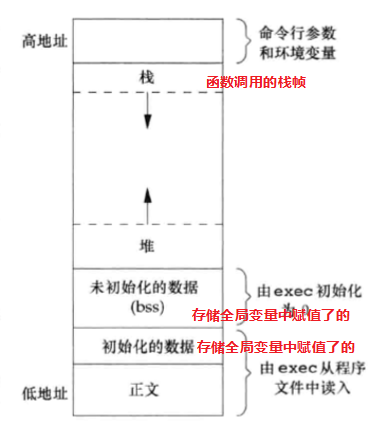 高地址
命令行参数
和环境变量
栈
函数调用的栈帧
堆
未初始化的数据
(bss)
由exec初始化
存储全局变量中赋值了的
初始化的数据
存储全局变量中赋值了的
由exec从程序
文件中读入
低地址
正文